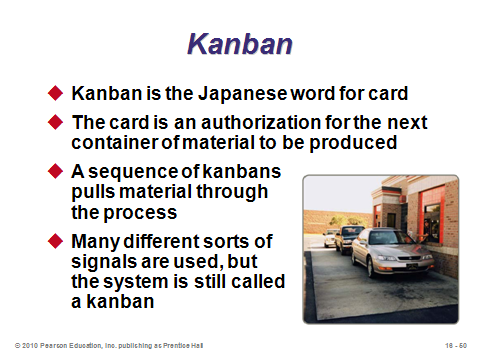 Kanban
Kanban is the Japanese word for card
The card is an authorization for the next
container of material to be produced
A sequence of kanbans
pulls material through
the process
Many different sorts of
signals are used, but
the system is still called
a kanban
© 2010 Pearson Education, Inc. publishing as Prentice Hall
16 - 50